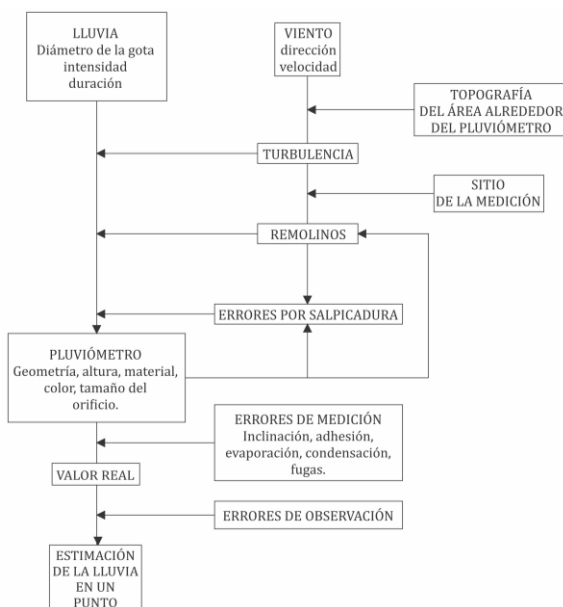 LLUVIA
Diámetro de la gota
intensidad
duración
VIENTO
dirección
velocidad
TOPOGRAFÍA
DEL ÁREA ALREDEDOR
DEL PLUVIÓMETRO
TURBULENCIA
SITIO
DE LA MEDICIÓN
REMOLINOS
ERRORES POR SALPICADURA
PLUVIÓMETRO
Geometría, altura, material,
color, tamaño del
orificio.
ERRORES DE MEDICIÓN
Inclinación, adhesión,
evaporación, condensación,
fugas.
VALOR REAL
ERRORES DE OBSERVACIÓN
ESTIMACIÓN
DE LA LLUVIA
EN UN
PUNTO